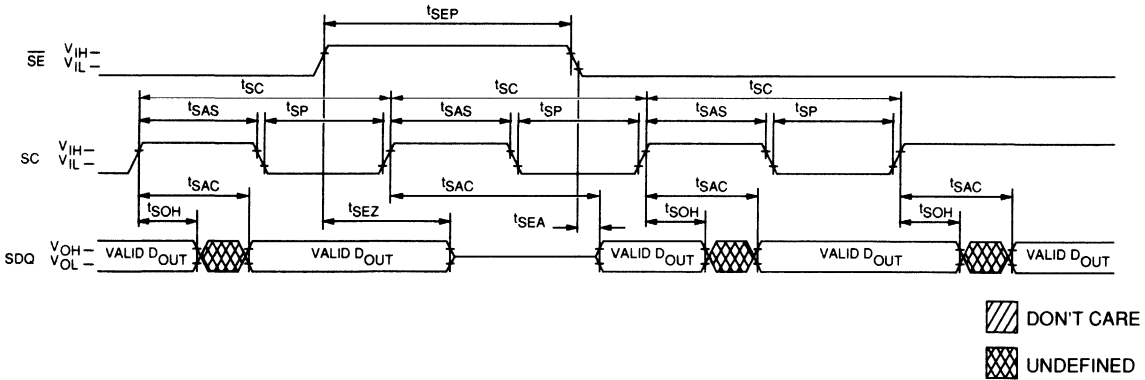 tSEP
SE VIH
VIL
tSC tSC tSC
tSAS tSP tSAS tSP tSAS tSP
SC VIH
VIL
tSAC tSAC tSAC tSAC
tSOH tSEZ tSEA tSOH tSOH
SDQ VOH
VOL
VALID DOUT VALID DOUT VALID DOUT VALID DOUT VALID DOUT
DON'T CARE
UNDEFINED